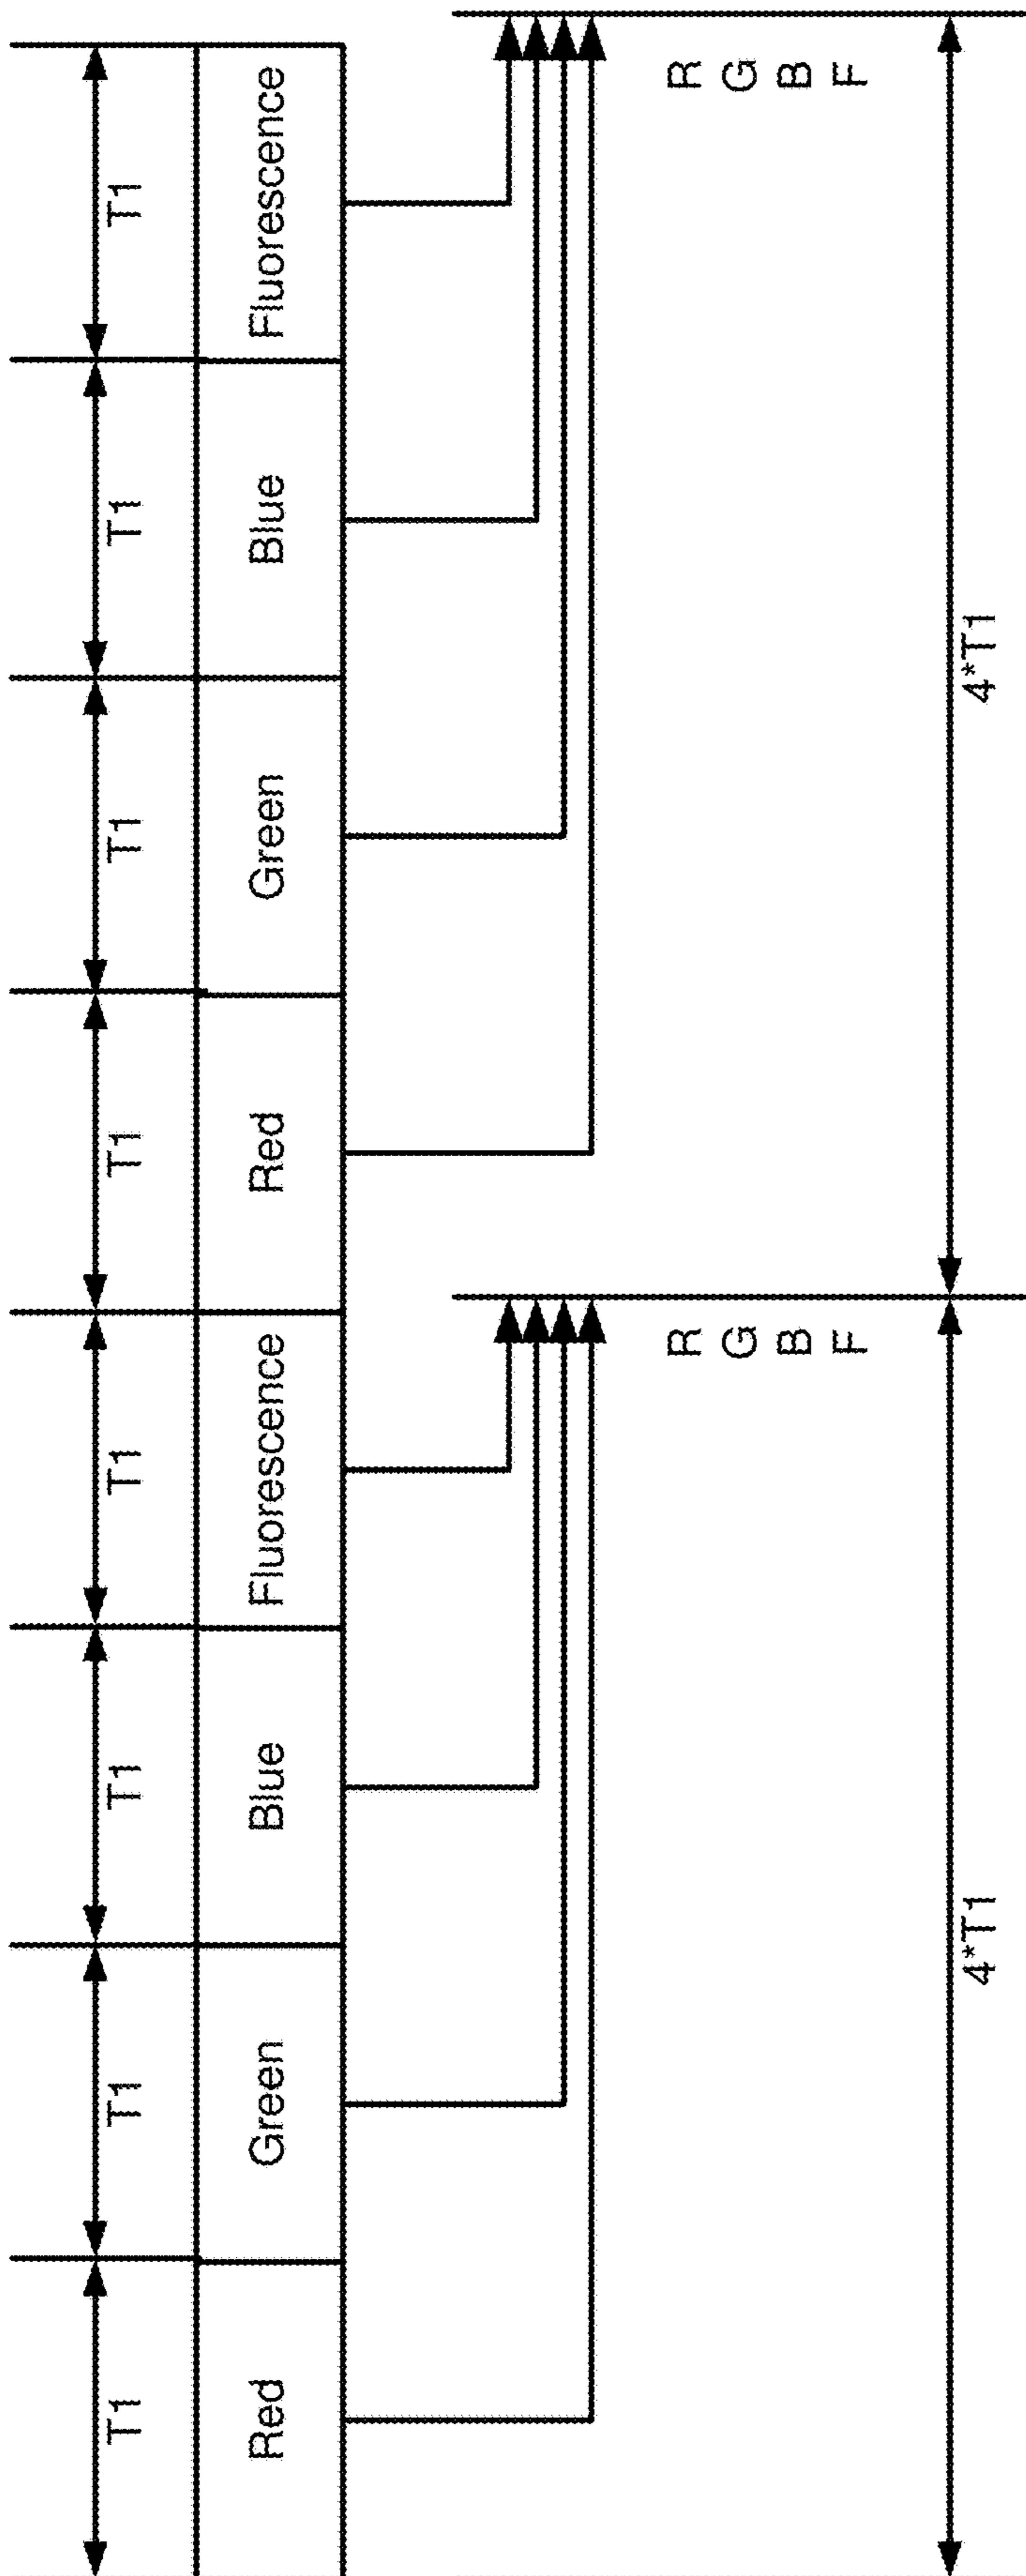 T1 T1 T1 T1 T1 T1 T1 T1
Red Green Blue Fluorescence Red Green Blue Fluorescence
R R
G G
B B
F F
4*T1 4*T1